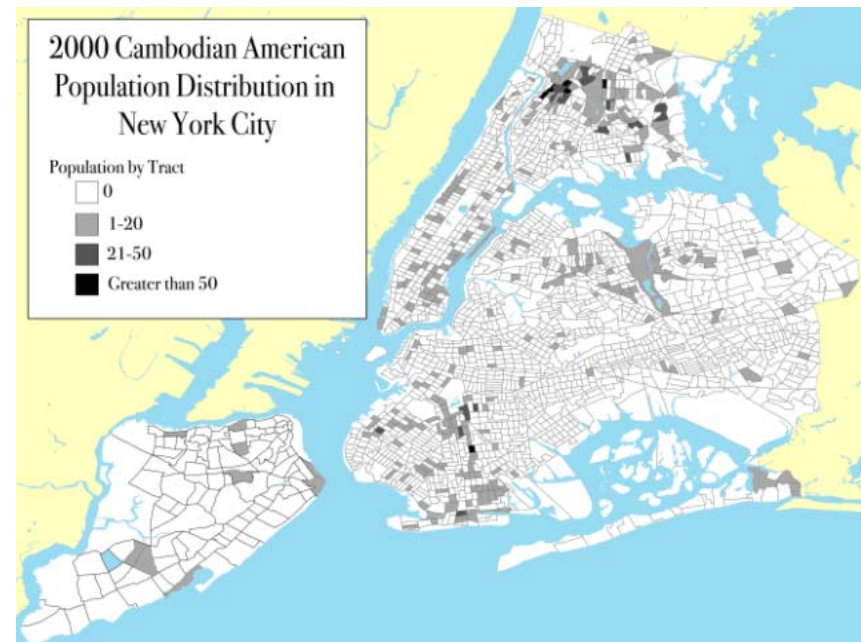 2000 Cambodian American
Population Distribution in
New York City
Population by Tract
0
1-20
21-50
Greater than 50